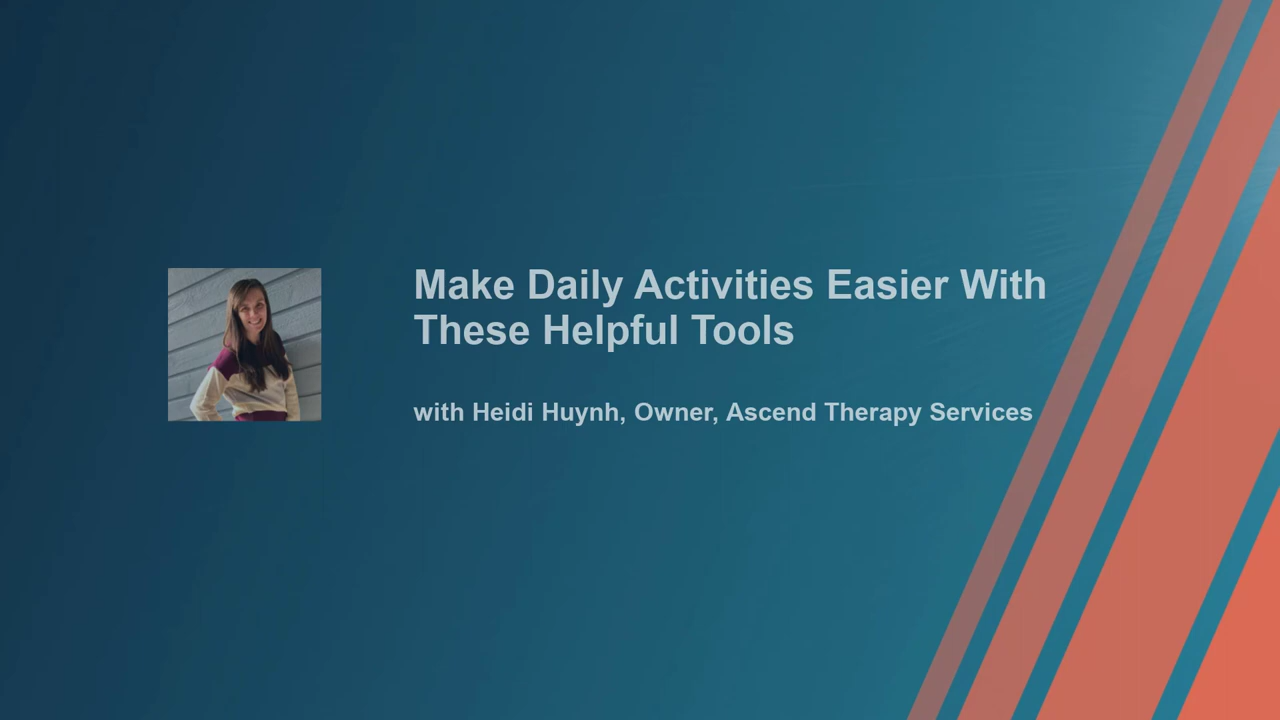 Make Daily Activities Easier With
These Helpful Tools
with Heidi Huynh, Owner, Ascend Therapy Services